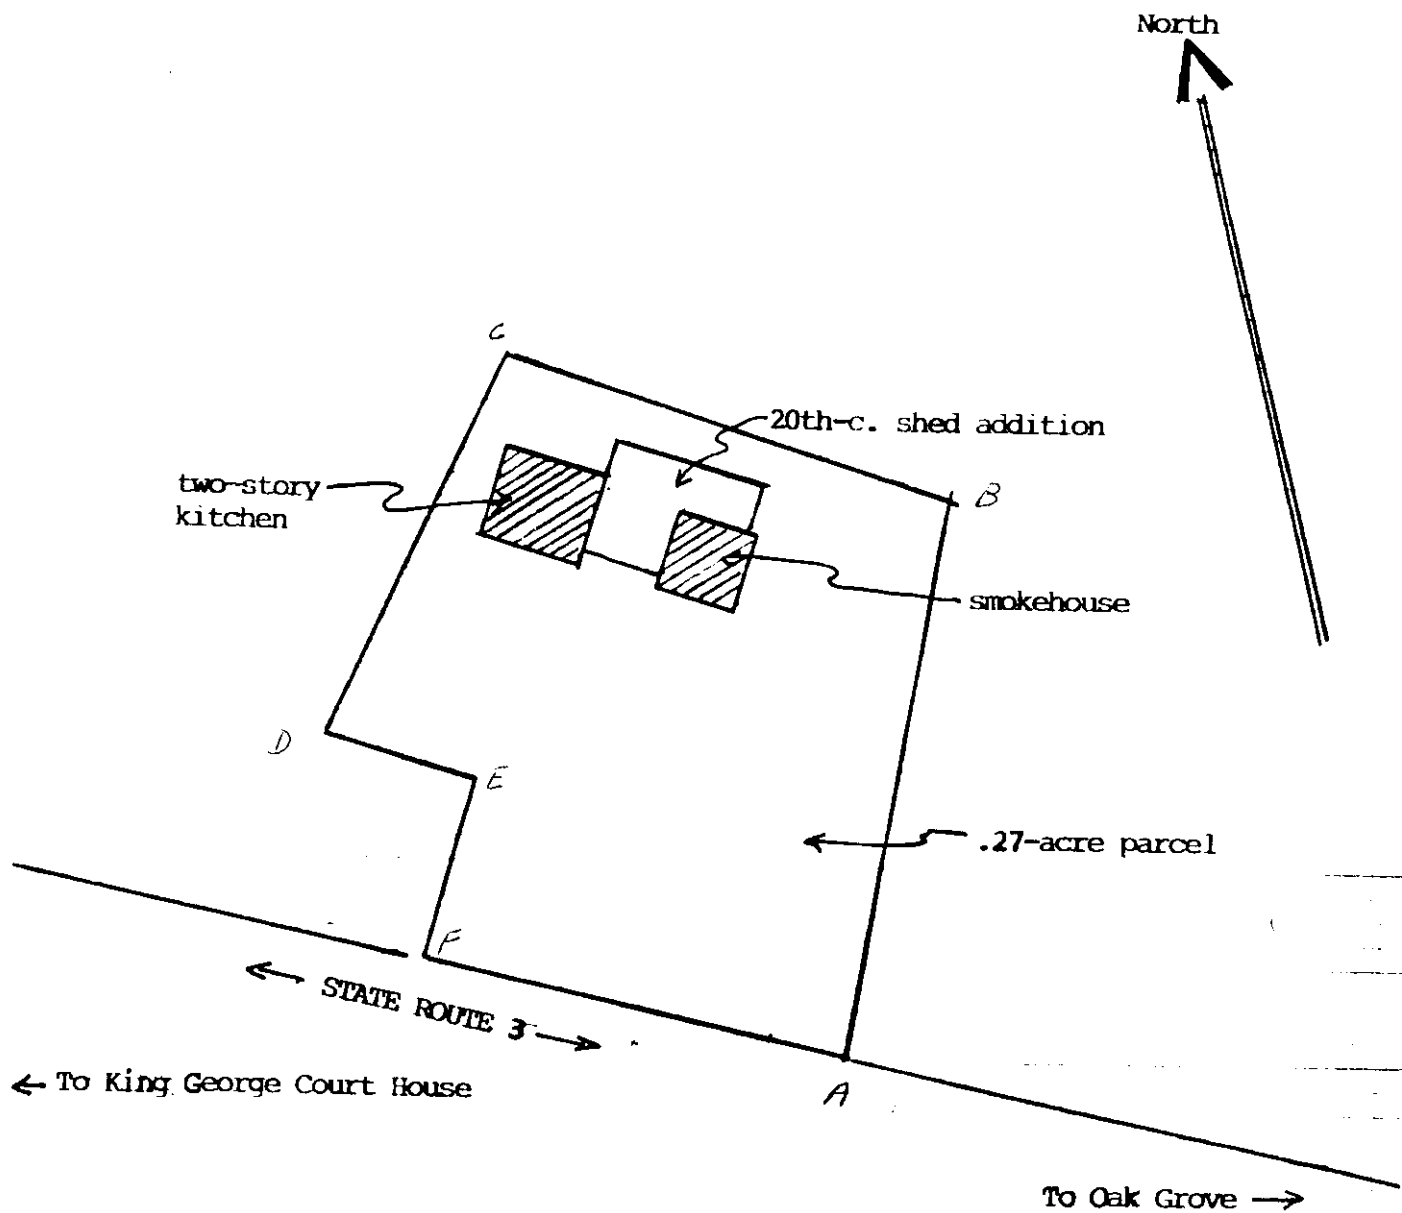 North
C
20th-c. shed addition
two-story
kitchen
B
smokehouse
D
E
.27-acre parcel
F
← STATE ROUTE 3 →
← To King George Court House
A
To Oak Grove →